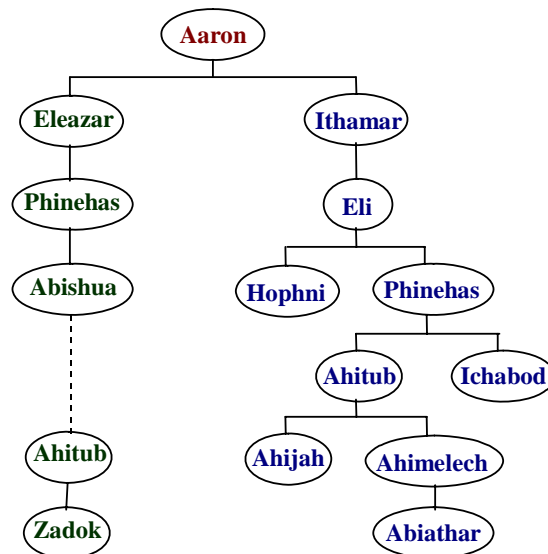 Aaron
Eleazar Ithamar
Phinehas Eli
Abishua Hophni Phinehas
Ahitub Ichabod
Ahitub Ahijah Ahimelech
Zadok Abiathar